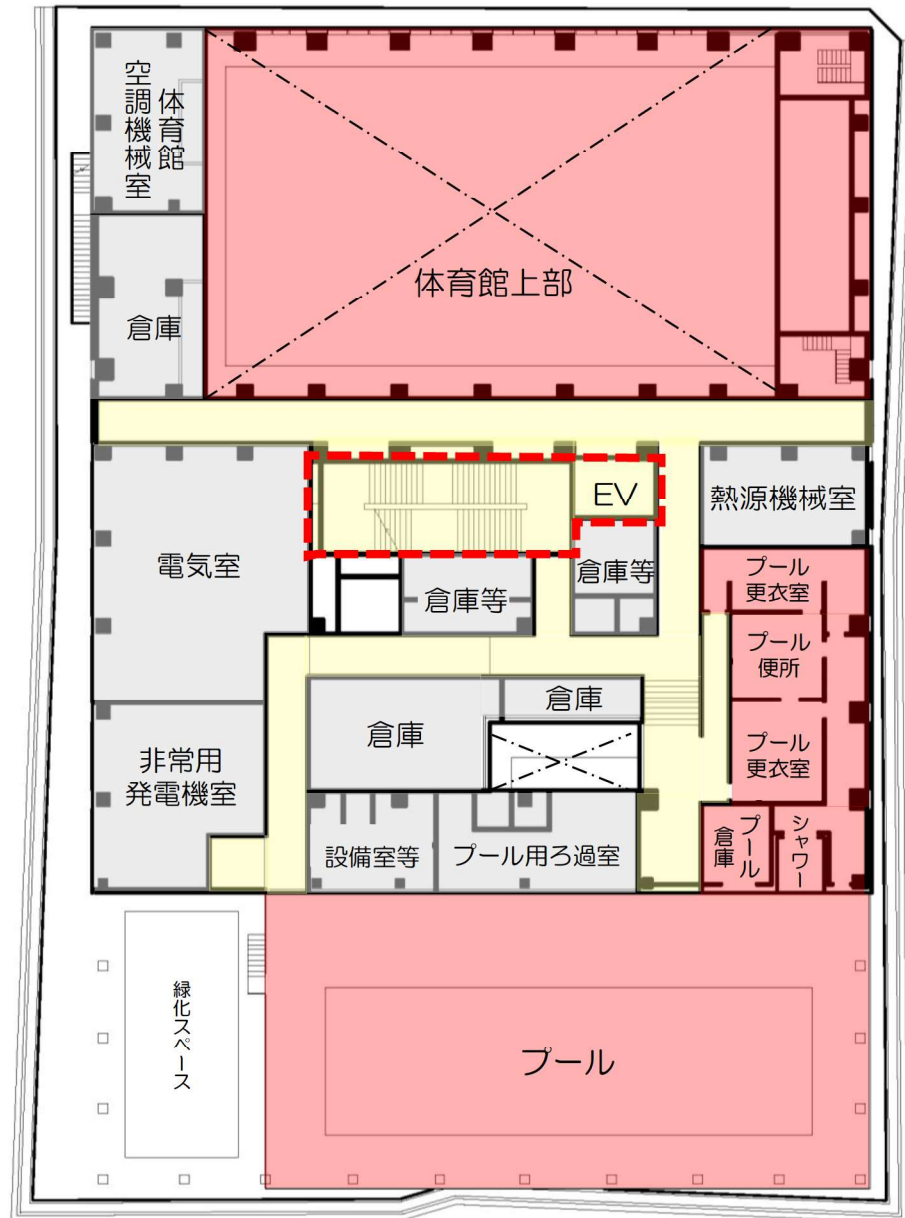 体育館
空調機械室
体育館上部
倉庫
EV
熱源機械室
電気室
倉庫等
倉庫等
プール
更衣室
プール
便所
倉庫
倉庫
プール
更衣室
非常用
発電機室
設備室等
プール用ろ過室
プール
倉庫
シャワー
緑化スペース
プール